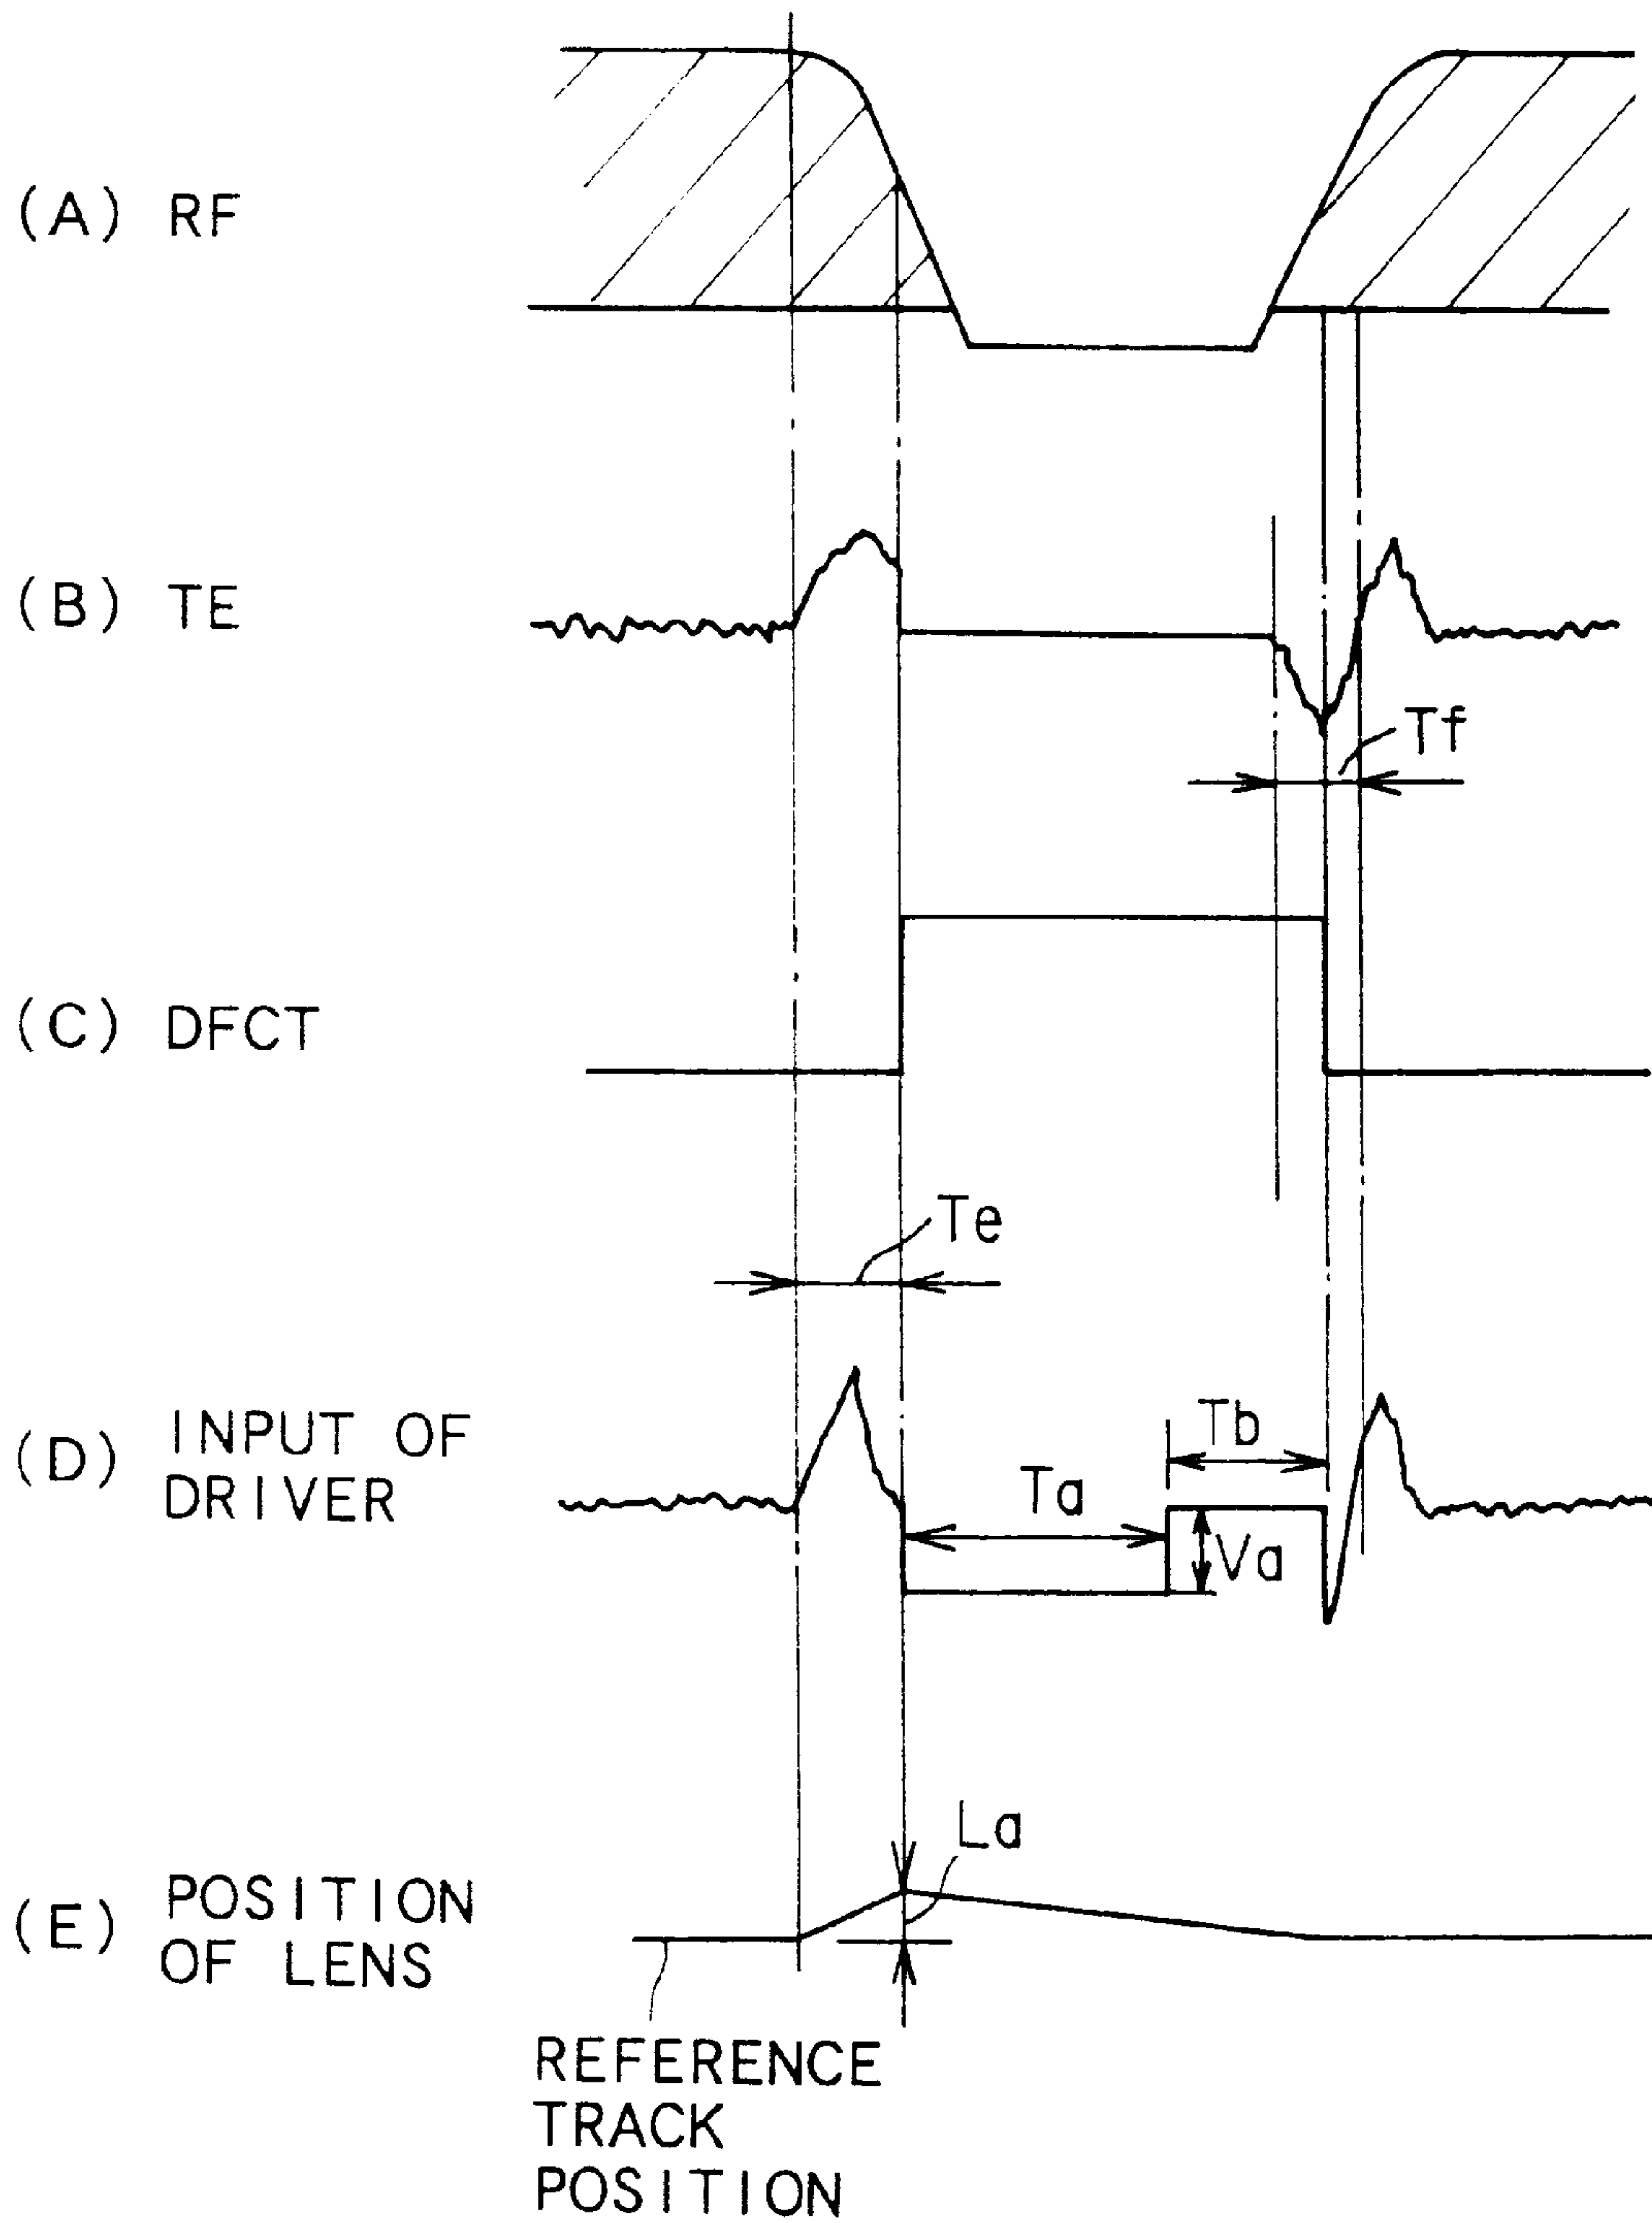 (A) RF
(B) TE
Tf
(C) DFCT
Te
(D) INPUT OF
DRIVER
Tb
Ta
Va
La
(E) POSITION
OF LENS
REFERENCE
TRACK
POSITION